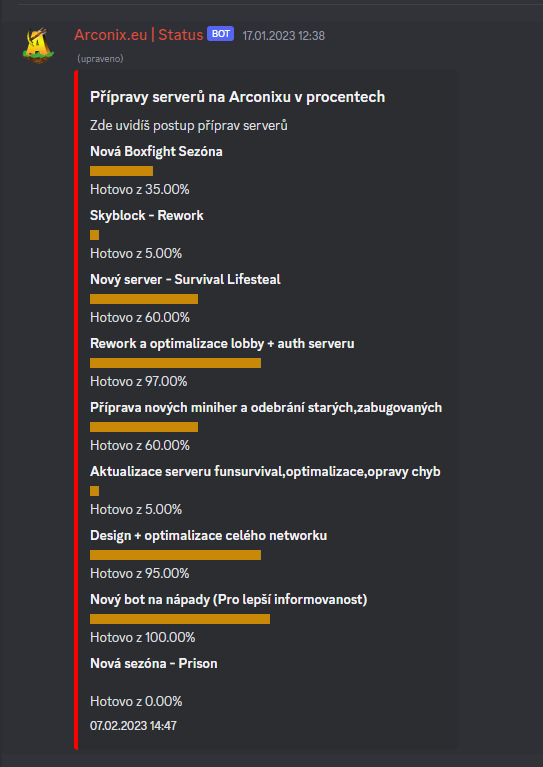 Arconix.eu | Status BOT 17.01.2023 12:38
(upraveno)
Přípravy serverů na Arconixu v procentech
Zde uvidíš postup příprav serverů
Nová Boxfight Sezóna
Hotovo z 35.00%
Skyblock - Rework
Hotovo z 5.00%
Nový server - Survival Lifesteal
Hotovo z 60.00%
Rework a optimalizace lobby + auth serveru
Hotovo z 97.00%
Příprava nových miniher a odebrání starých,zabugovaných
Hotovo z 60.00%
Aktualizace serveru funsurvival,optimalizace,opravy chyb
Hotovo z 5.00%
Design + optimalizace celého networku
Hotovo z 95.00%
Nový bot na nápady (Pro lepší informovanost)
Hotovo z 100.00%
Nová sezóna - Prison
Hotovo z 0.00%
07.02.2023 14:47